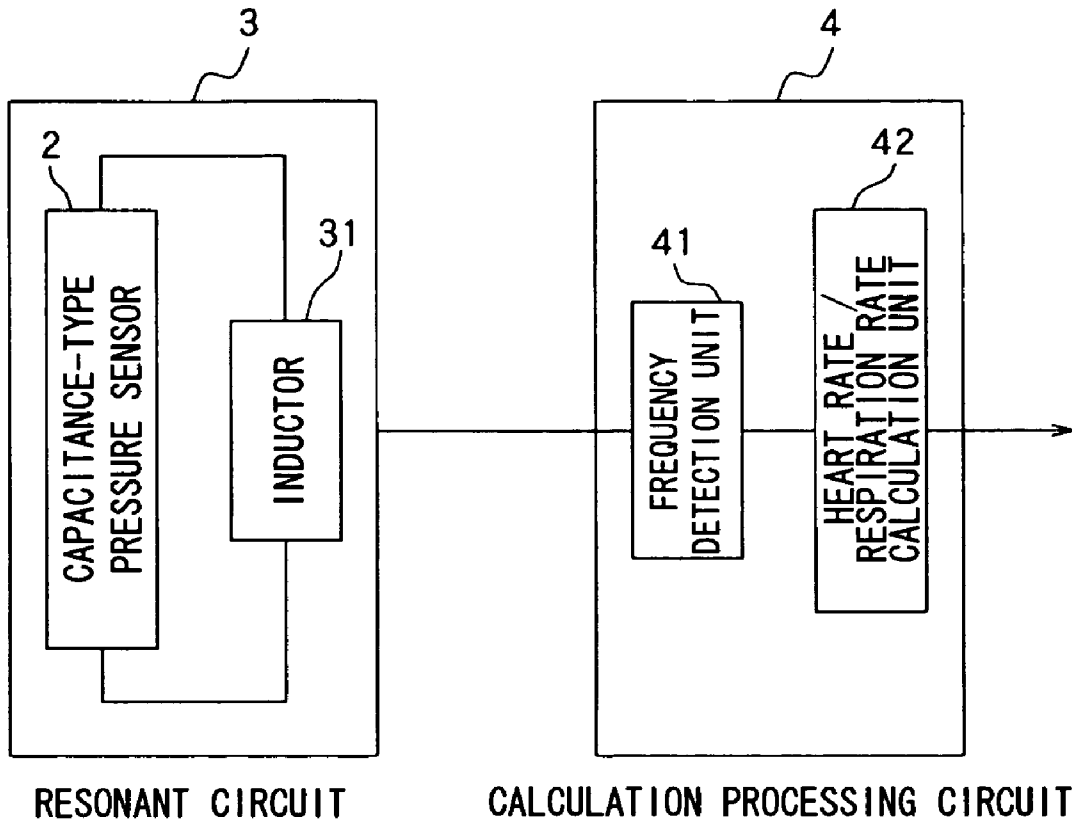 3
2
CAPACITANCE-TYPE
PRESSURE SENSOR
31
INDUCTOR
RESONANT CIRCUIT
4
41
FREQUENCY
DETECTION UNIT
42
HEART RATE/
RESPIRATION RATE
CALCULATION UNIT
CALCULATION PROCESSING CIRCUIT